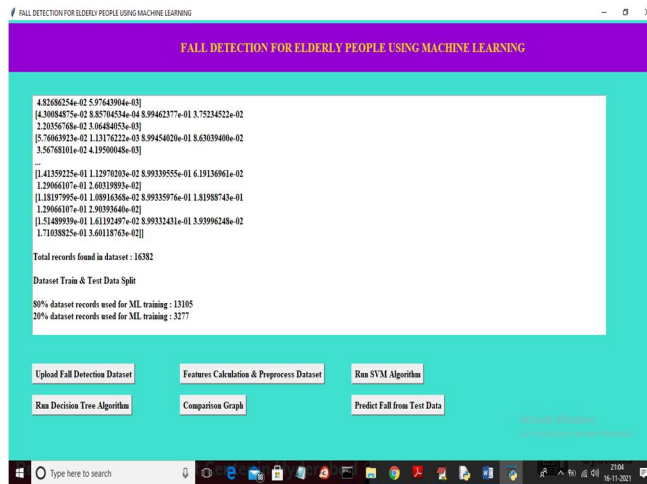 FALL DETECTION FOR ELDERLY PEOPLE USING MACHINE LEARNING
FALL DETECTION FOR ELDERLY PEOPLE USING MACHINE LEARNING
4.82686254e-02 5.97643904e-03]
[4.30084875e-02 8.85704534e-04 8.99462377e-01 3.75234522e-02
2.20356768e-02 3.06484053e-03]
[5.76063923e-02 1.13176222e-03 8.99454020e-01 8.63039400e-02
3.56768101e-02 4.19500048e-03]
...
[1.41359225e-01 1.12970203e-02 8.99339555e-01 6.19136961e-02
1.29066107e-01 2.60319893e-02]
[1.18197995e-01 1.08916368e-02 8.99335976e-01 1.81988743e-01
1.29066107e-01 2.90393640e-02]
[1.51489939e-01 1.61192497e-02 8.99332431e-01 3.93996248e-02
1.71038825e-01 3.60118763e-02]]
Total records found in dataset : 16382
Dataset Train & Test Data Split
80% dataset records used for ML training : 13105
20% dataset records used for ML training : 3277
Upload Fall Detection Dataset
Features Calculation & Preprocess Dataset
Run SVM Algorithm
Run Decision Tree Algorithm
Comparison Graph
Predict Fall from Test Data
Type here to search
21:04
16-11-2021